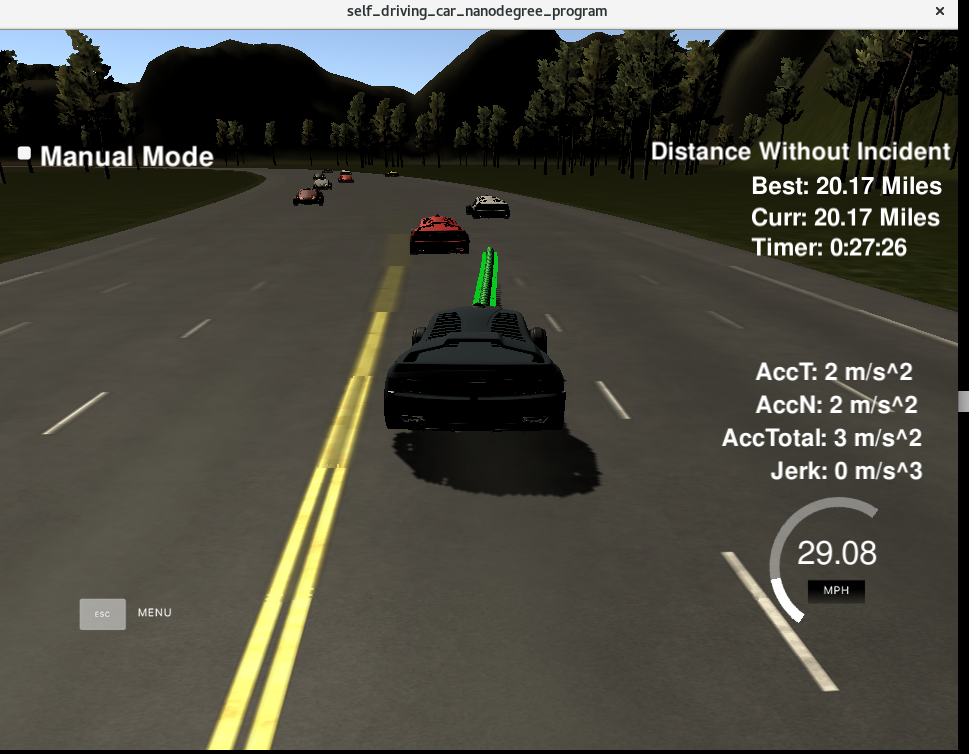 self_driving_car_nanodegree_program
Manual Mode
Distance Without Incident
Best: 20.17 Miles
Curr: 20.17 Miles
Timer: 0:27:26
AccT: 2 m/s^2
AccN: 2 m/s^2
AccTotal: 3 m/s^2
Jerk: 0 m/s^3
29.08
MPH
ESC MENU